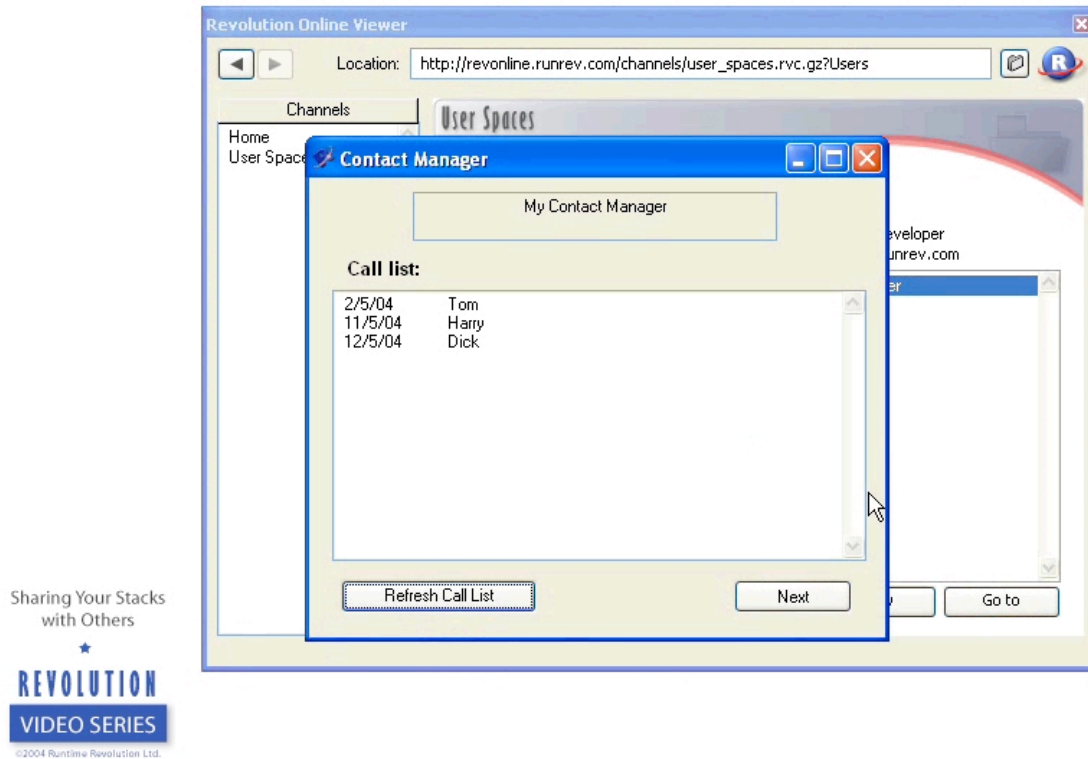 Revolution Online Viewer
Location: http://revonline.runrev.com/channels/user_spaces.rvc.gz?Users
Channels
User Spaces
Home
User Space
Contact Manager
My Contact Manager
eveloper
unrev.com
er
Call list:
2/5/04 Tom
11/5/04 Harry
12/5/04 Dick
Refresh Call List
Next
Go to
Sharing Your Stacks
with Others
REVOLUTION
VIDEO SERIES
©2004 Runtime Revolution Ltd.